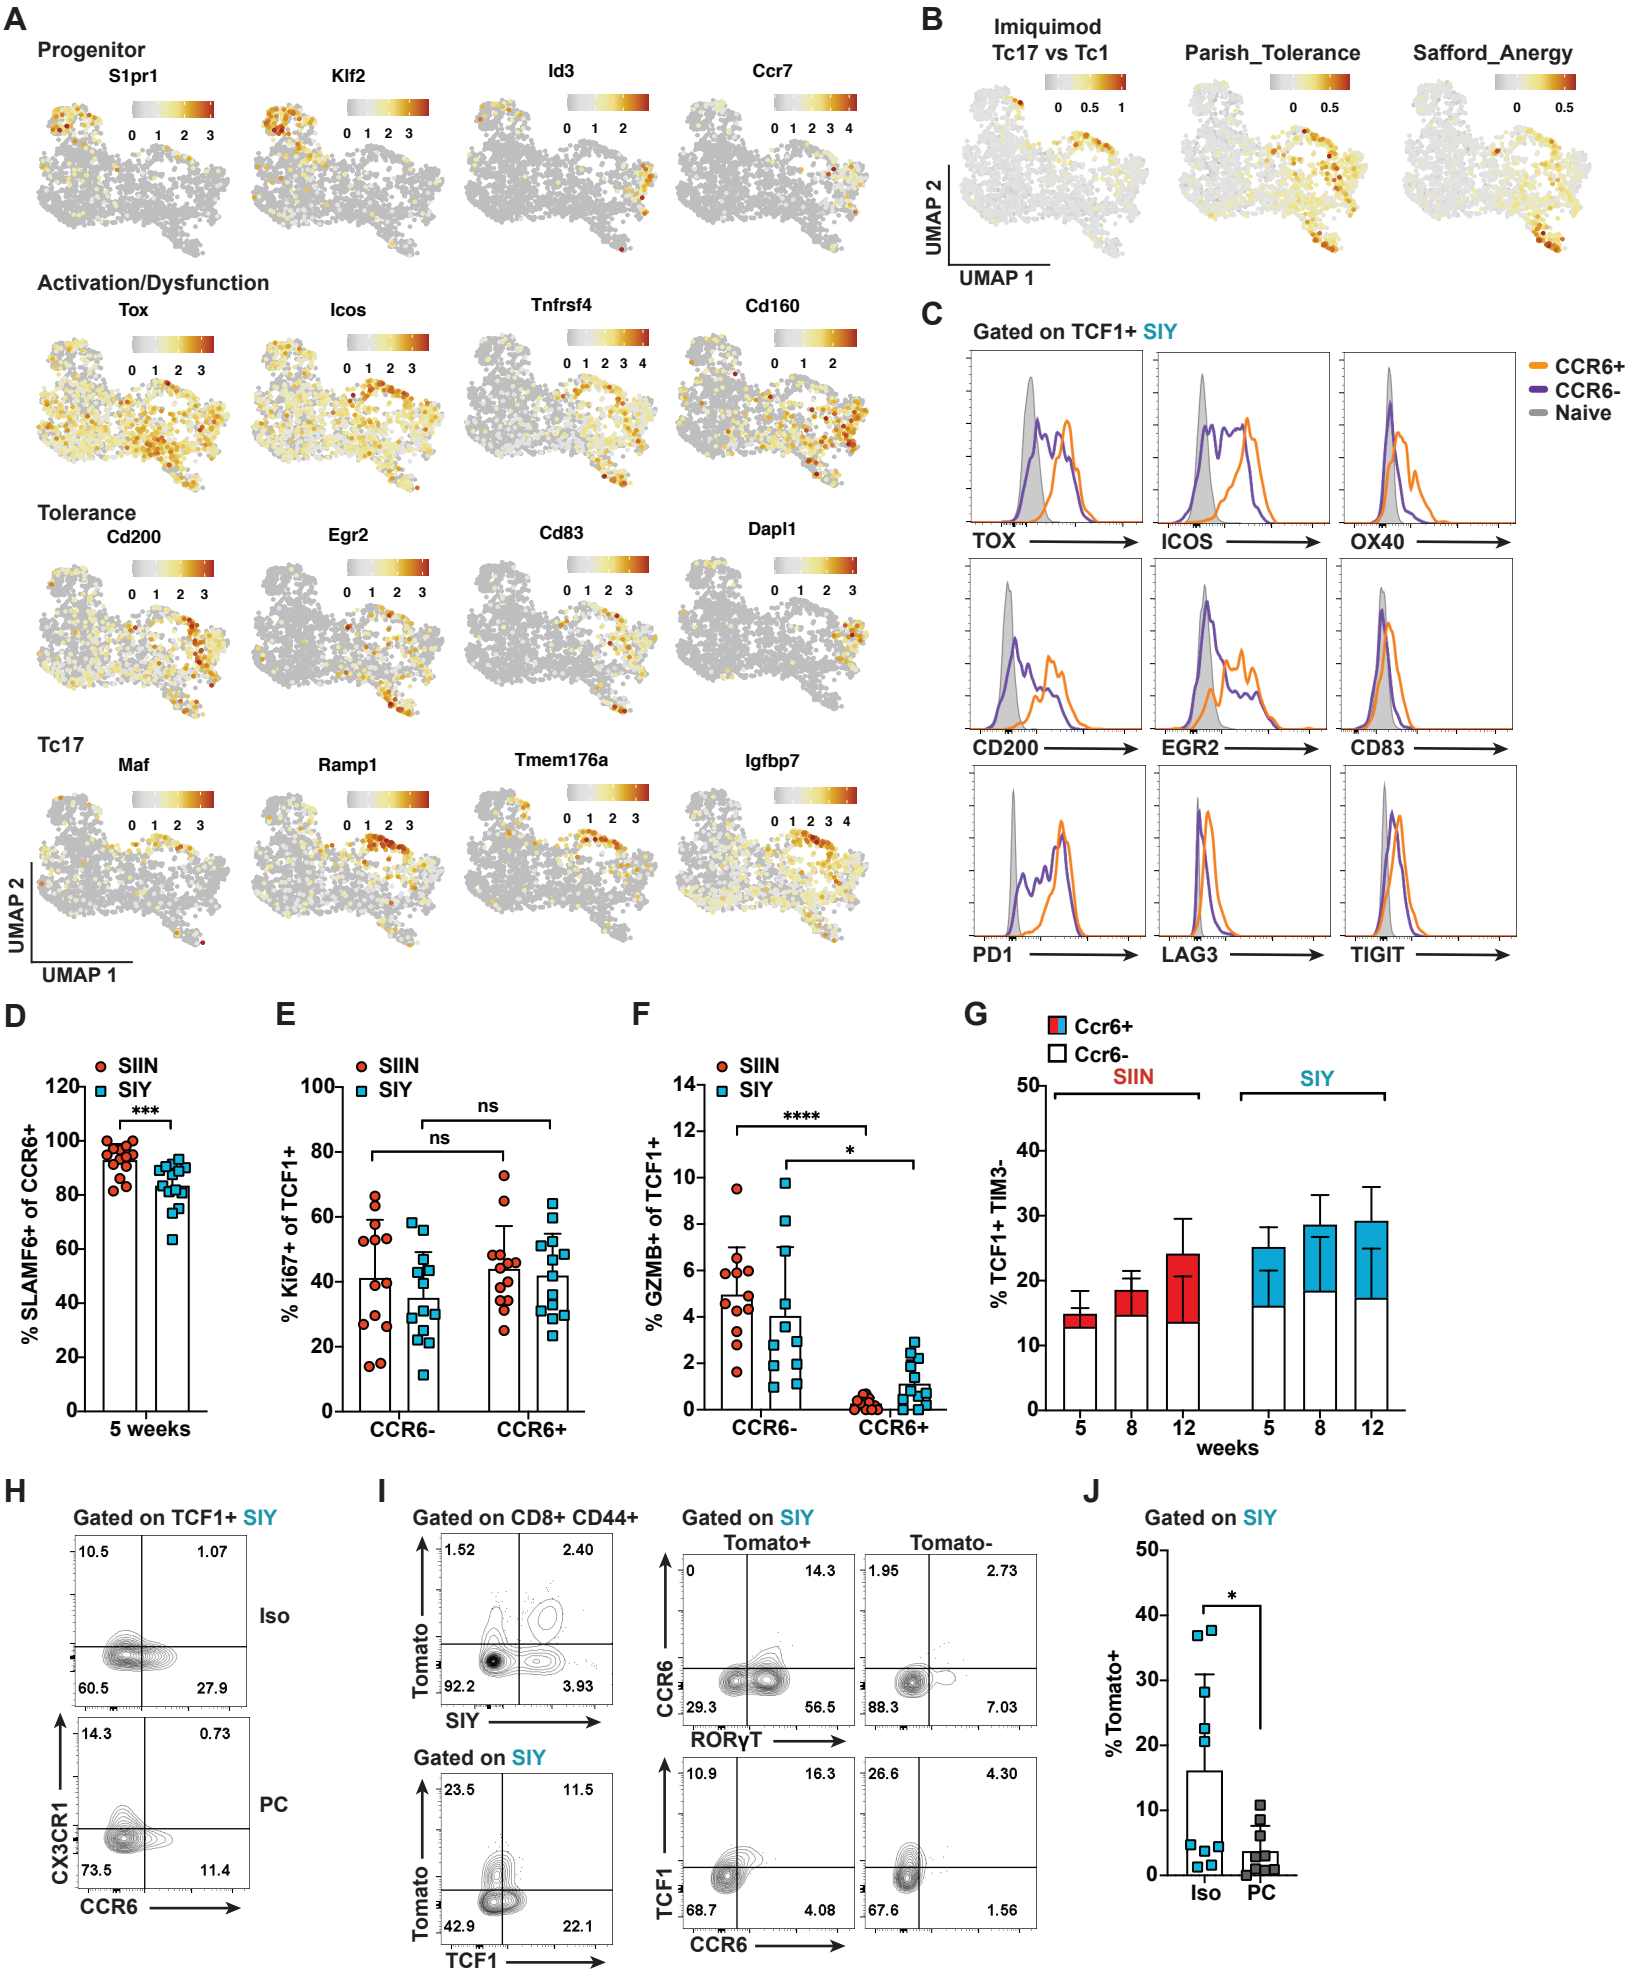 A
Progenitor
S1pr1
Klf2
Id3
Ccr7
0 1 2 3
0 1 2 3
0 1 2
0 1 2 3 4
Activation/Dysfunction
Tox
Icos
Tnfrsf4
Cd160
0 1 2 3
0 1 2 3
0 1 2 3 4
0 1 2
Tolerance
Cd200
Egr2
Cd83
Dapl1
0 1 2 3
0 1 2 3
0 1 2 3
0 1 2 3
Tc17
Maf
Ramp1
Tmem176a
Igfbp7
0 1 2 3
0 1 2 3
0 1 2 3
0 1 2 3 4
UMAP 2
UMAP 1
B
Imiquimod
Tc17 vs Tc1
Parish_Tolerance
Safford_Anergy
0 0.5 1
0 0.5
0 0.5
UMAP 2
UMAP 1
C
Gated on TCF1+ SIY
CCR6+
CCR6-
Naive
TOX
ICOS
OX40
CD200
EGR2
CD83
PD1
LAG3
TIGIT
D
SIIN
SIY
% SLAMF6+ of CCR6+
120
100
80
60
40
20
0
***
5 weeks
E
SIIN
SIY
% Ki67+ of TCF1+
100
80
60
40
20
0
ns
ns
CCR6-
CCR6+
F
SIIN
SIY
% GZMB+ of TCF1+
14
12
10
8
6
4
2
0
****
*
CCR6-
CCR6+
G
Ccr6+
Ccr6-
SIIN
SIY
% TCF1+ TIM3-
50
40
30
20
10
0
5 8 12 5 8 12
weeks
H
Gated on TCF1+ SIY
10.5 1.07
60.5 27.9
Iso
14.3 0.73
73.5 11.4
PC
CX3CR1
CCR6
I
Gated on CD8+ CD44+
1.52 2.40
92.2 3.93
Tomato
SIY
Gated on SIY
23.5 11.5
42.9 22.1
Tomato
TCF1
Gated on SIY
Tomato+
Tomato-
0 14.3
29.3 56.5
1.95 2.73
88.3 7.03
CCR6
RORγT
10.9 16.3
68.7 4.08
26.6 4.30
67.6 1.56
TCF1
CCR6
J
Gated on SIY
% Tomato+
50
40
30
20
10
0
*
Iso
PC